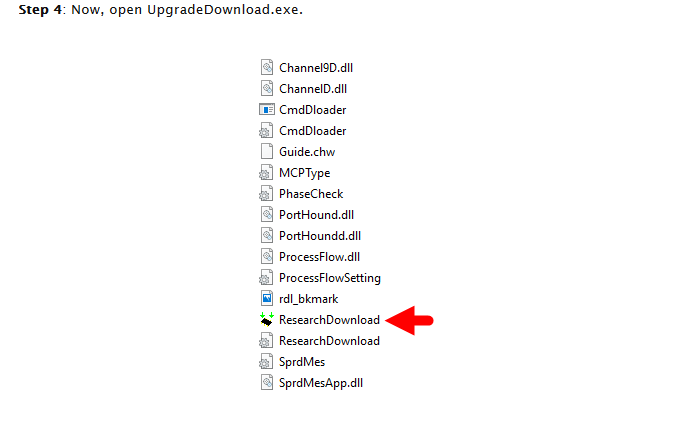 Step 4: Now, open UpgradeDownload.exe.
Channel9D.dll
ChannelD.dll
CmdDloader
CmdDloader
Guide.chw
MCPType
PhaseCheck
PortHound.dll
PortHoundd.dll
ProcessFlow.dll
ProcessFlowSetting
rdl_bkmark
ResearchDownload
ResearchDownload
SprdMes
SprdMesApp.dll